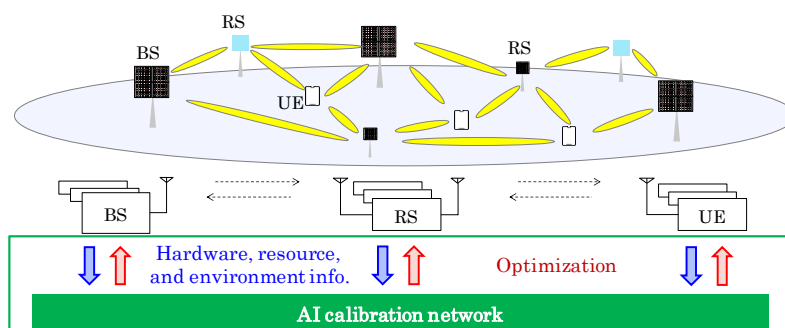 RS
BS
RS
UE
BS
RS
UE
Hardware, resource,
and environment info.
Optimization
AI calibration network